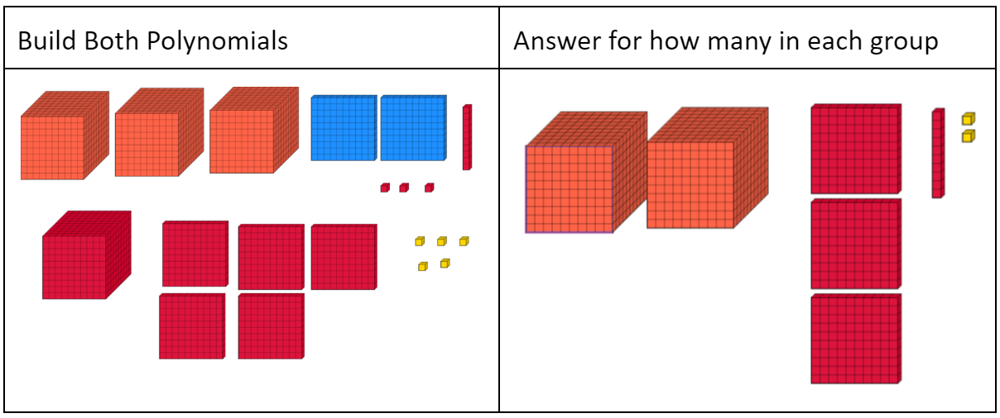 Build Both Polynomials
Answer for how many in each group